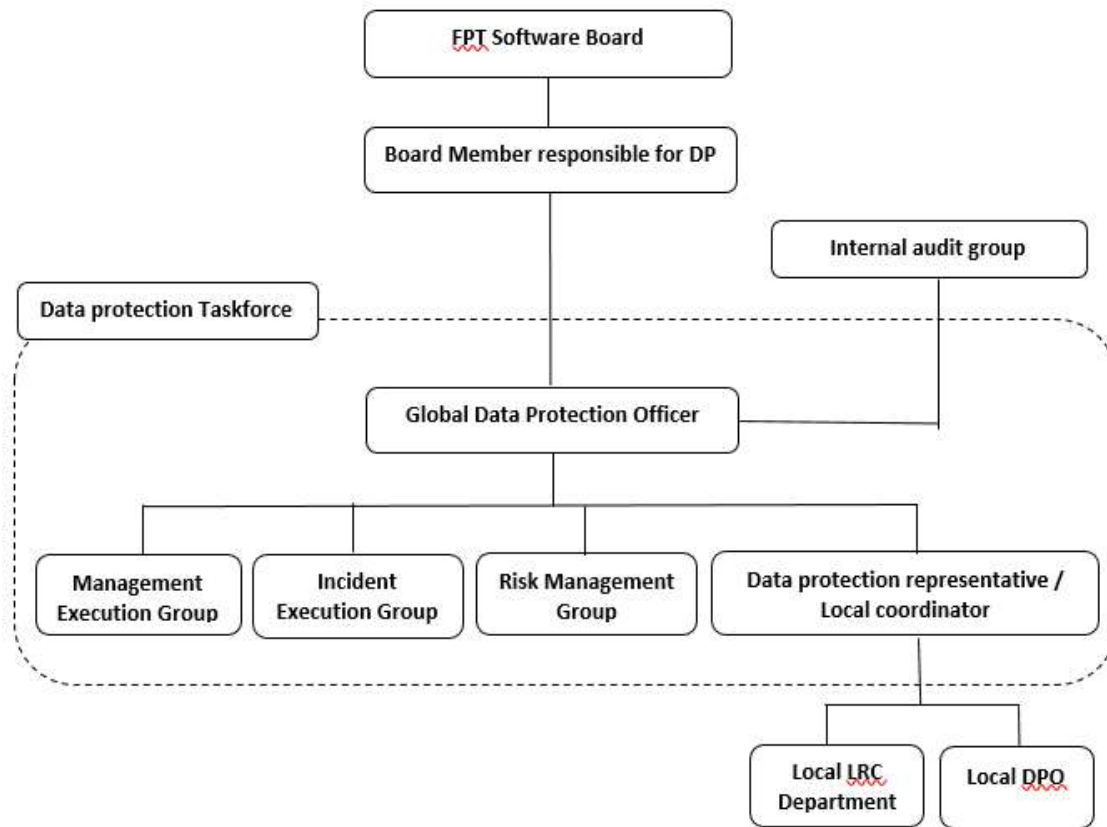 FPT Software Board
Board Member responsible for DP
Internal audit group
Data protection Taskforce
Global Data Protection Officer
Management
Execution Group
Incident
Execution Group
Risk Management
Group
Data protection representative /
Local coordinator
Local LRC
Department
Local DPO